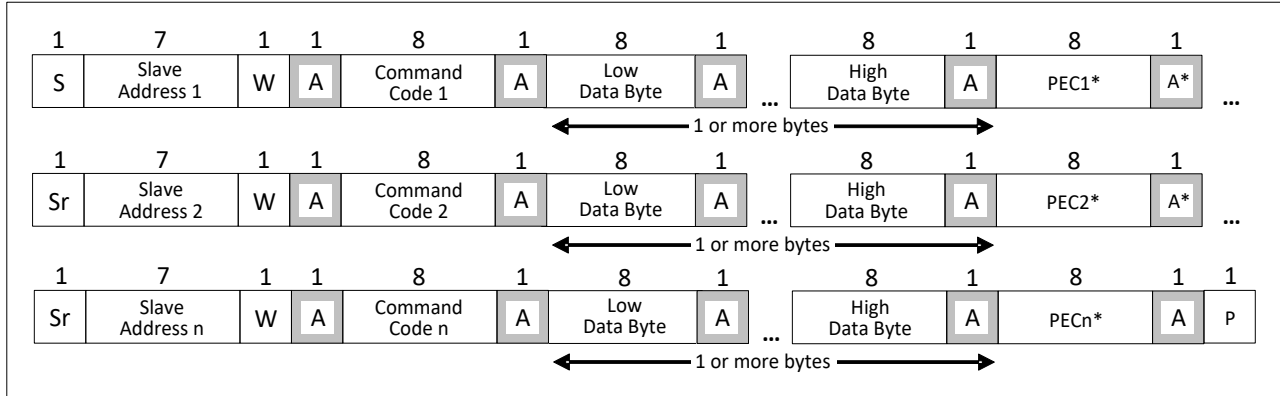 1 7 1 1 8 1 8 1 8 1 8 1
S Slave Address 1 W A Command Code 1 A Low Data Byte A ... High Data Byte A PEC1* A* ...
1 or more bytes
1 7 1 1 8 1 8 1 8 1 8 1
Sr Slave Address 2 W A Command Code 2 A Low Data Byte A ... High Data Byte A PEC2* A* ...
1 or more bytes
1 7 1 1 8 1 8 1 8 1 8 1 1
Sr Slave Address n W A Command Code n A Low Data Byte A ... High Data Byte A PECn* A P
1 or more bytes